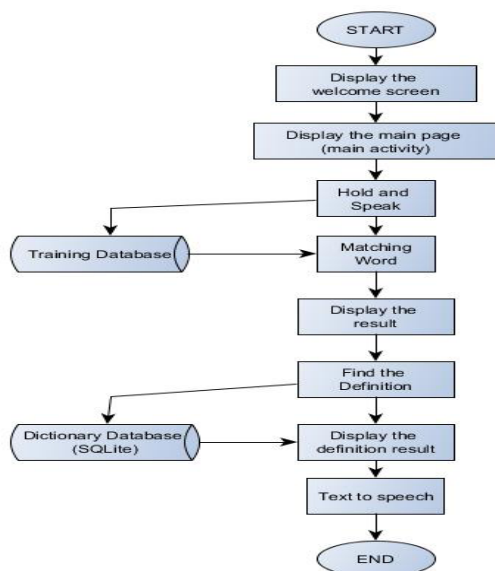 START
Display the
welcome screen
Display the main page
(main activity)
Hold and
Speak
Training Database
Matching
Word
Display the
result
Find the
Definition
Dictionary Database
(SQLite)
Display the
definition result
Text to speech
END